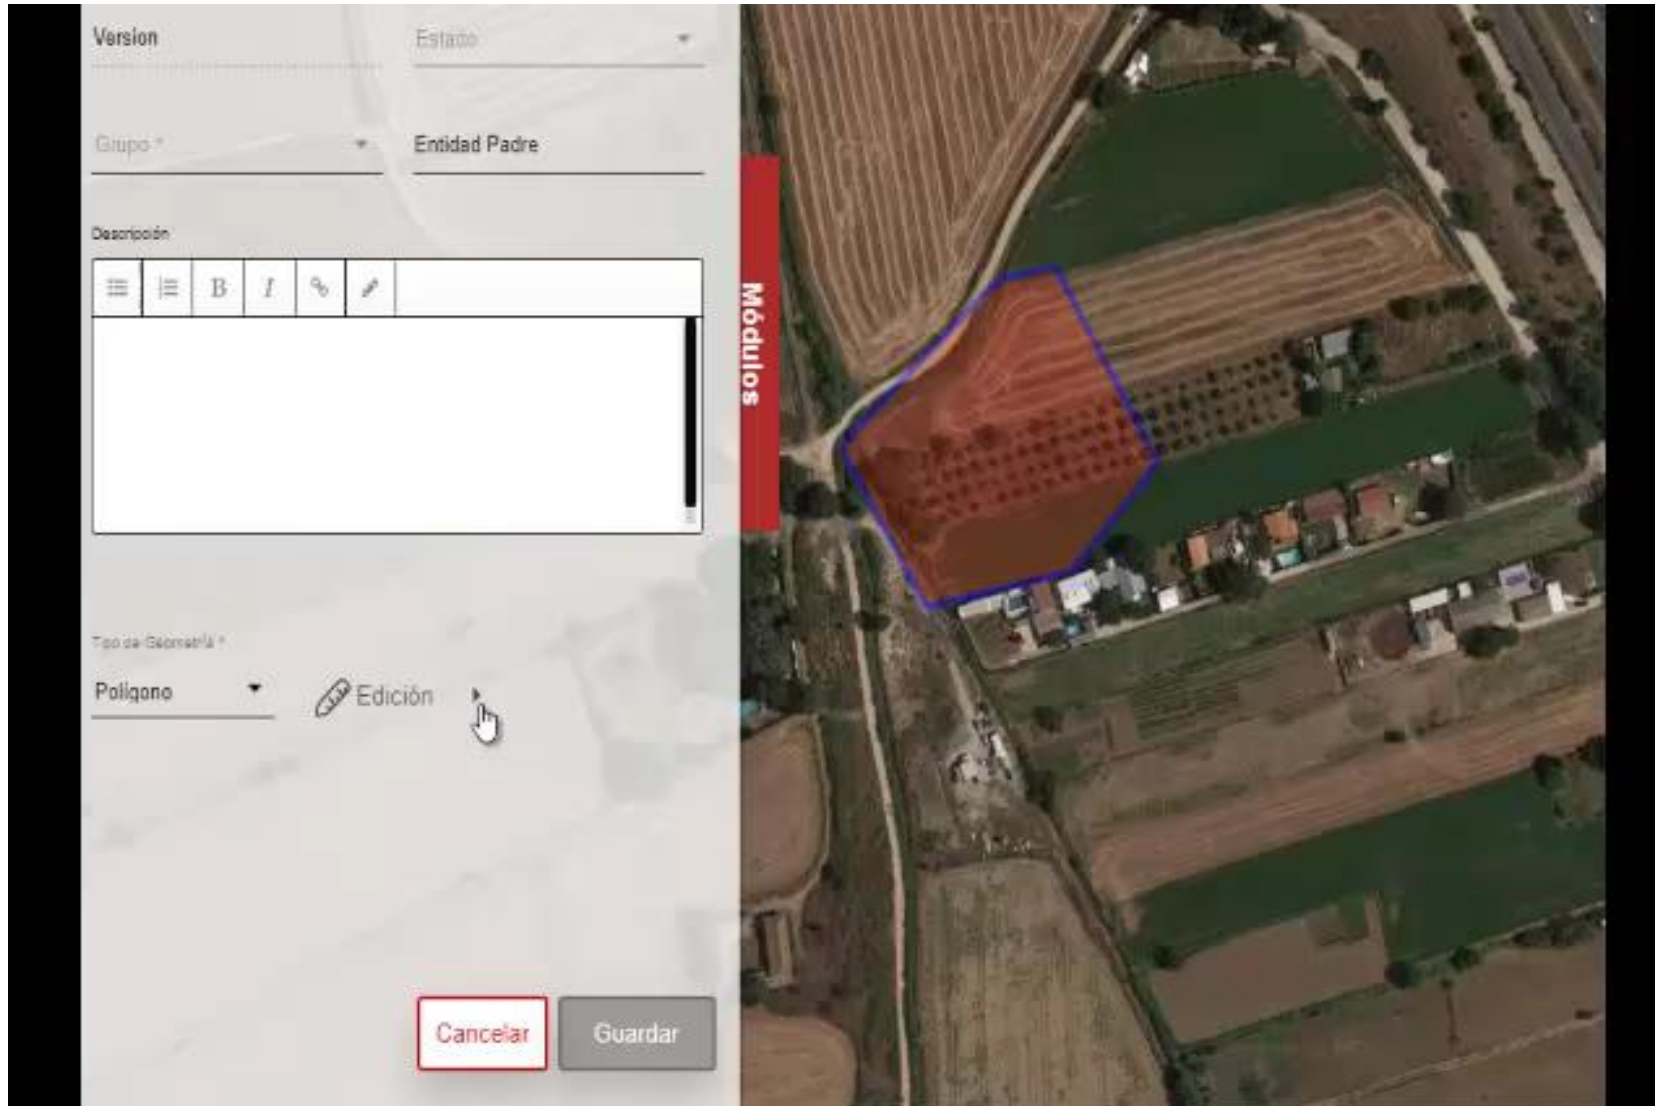 Version
Estado
Grupo *
Entidad Padre
Descripción
B
I
Módulos
Tipo de Geometría *
Polígono
Edición
Cancelar
Guardar